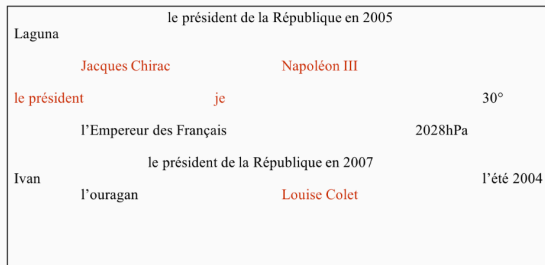 le président de la République en 2005
Laguna
Jacques Chirac Napoléon III
le président je 30°
l’Empereur des Français 2028hPa
le président de la République en 2007
Ivan l’été 2004
l’ouragan Louise Colet